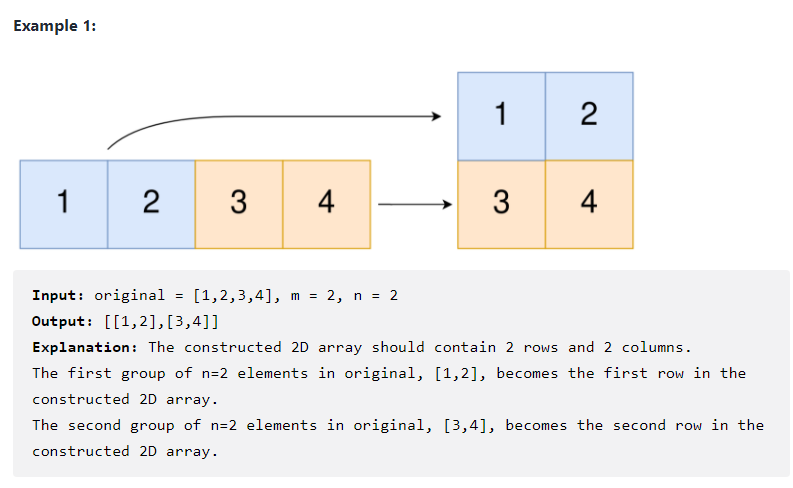 Example 1:
1 2
1 2 3 4
3 4
Input: original = [1,2,3,4], m = 2, n = 2
Output: [[1,2],[3,4]]
Explanation: The constructed 2D array should contain 2 rows and 2 columns.
The first group of n=2 elements in original, [1,2], becomes the first row in the
constructed 2D array.
The second group of n=2 elements in original, [3,4], becomes the second row in the
constructed 2D array.